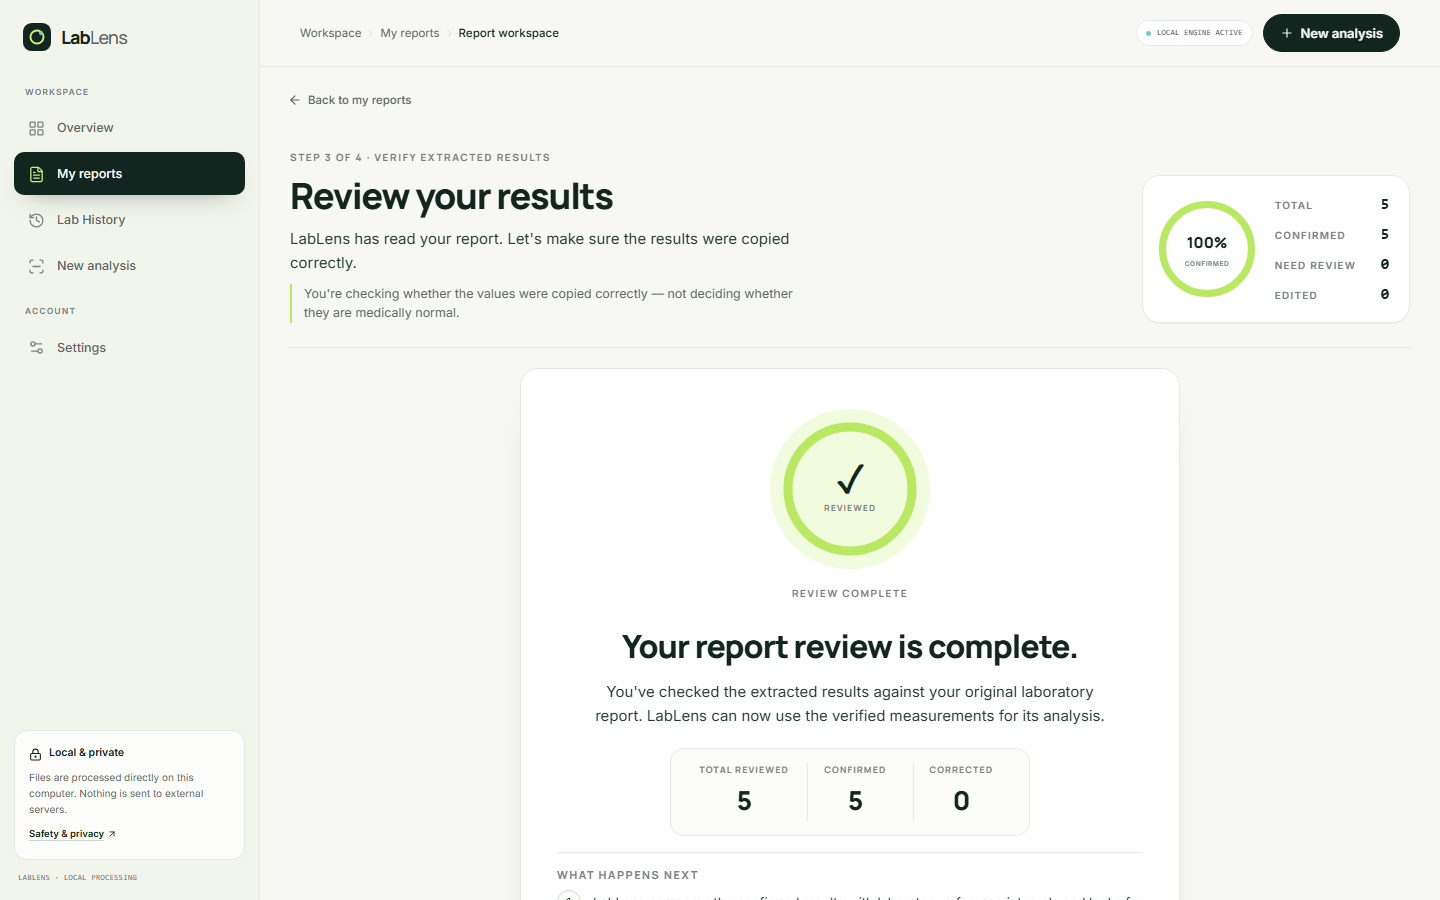 LabLens
WORKSPACE
Overview
My reports
Lab History
New analysis
ACCOUNT
Settings
Local & private
Files are processed directly on this
computer. Nothing is sent to external
servers.
Safety & privacy
LABLENS · LOCAL PROCESSING
Workspace My reports Report workspace
LOCAL ENGINE ACTIVE
New analysis
Back to my reports
STEP 3 OF 4 · VERIFY EXTRACTED RESULTS
Review your results
LabLens has read your report. Let's make sure the results were copied
correctly.
You're checking whether the values were copied correctly — not deciding whether
they are medically normal.
100%
CONFIRMED
TOTAL 5
CONFIRMED 5
NEED REVIEW 0
EDITED 0
REVIEWED
REVIEW COMPLETE
Your report review is complete.
You've checked the extracted results against your original laboratory
report. LabLens can now use the verified measurements for its analysis.
TOTAL REVIEWED CONFIRMED CORRECTED
5 5 0
WHAT HAPPENS NEXT